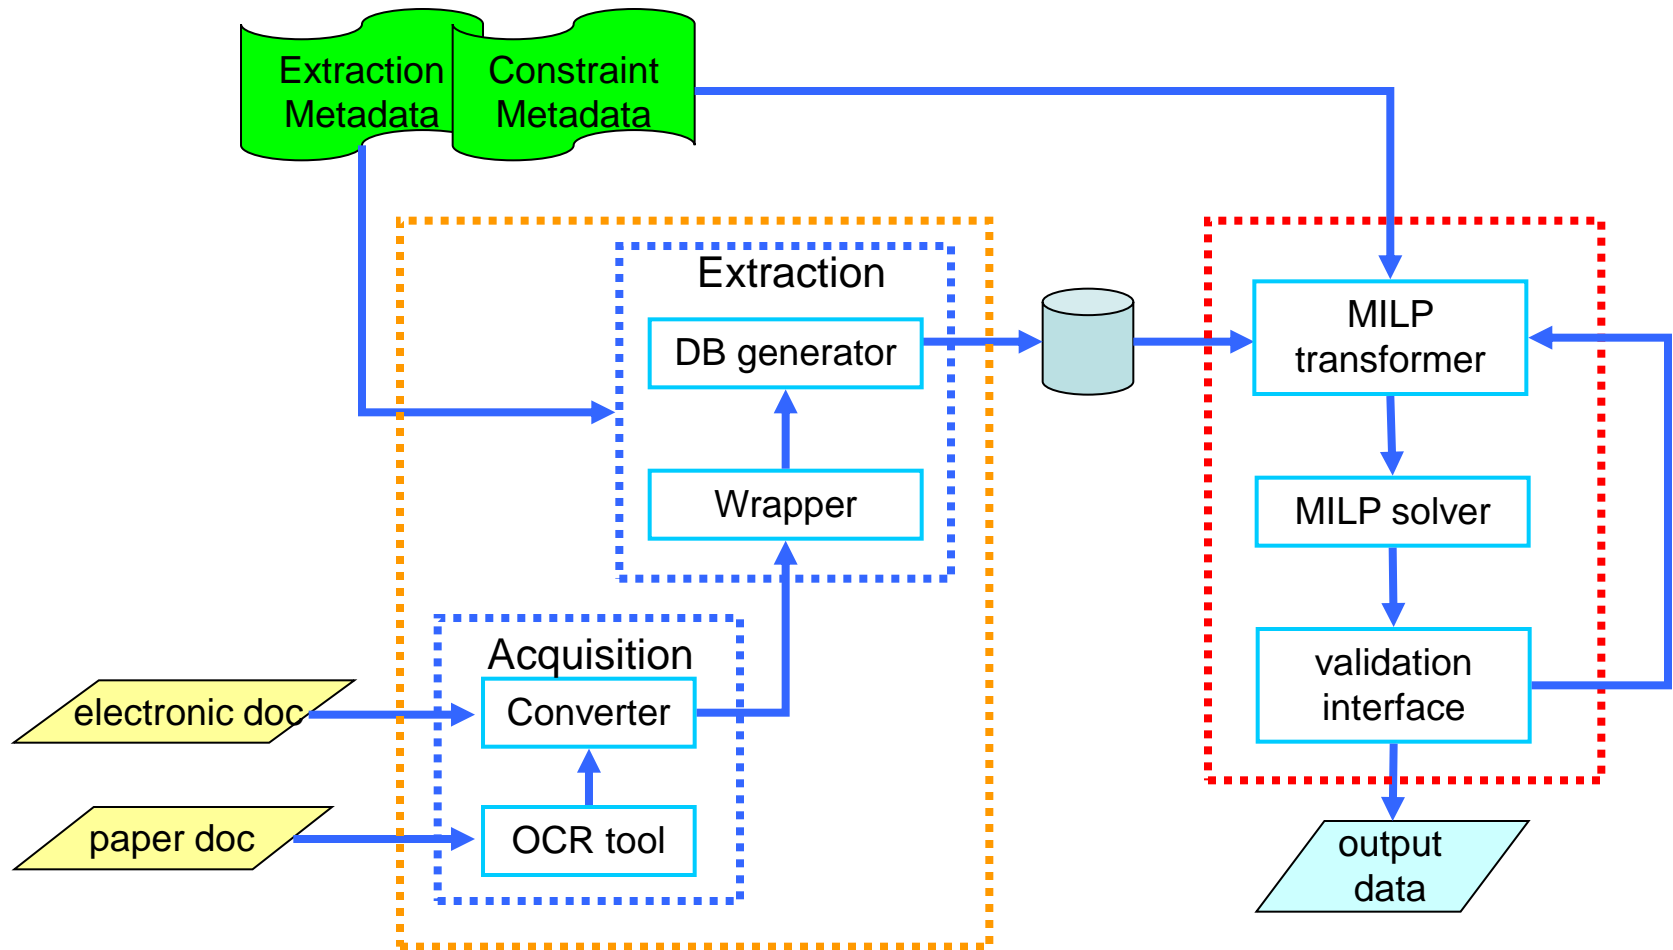 Extraction
Metadata
Constraint
Metadata
Extraction
DB generator
Wrapper
Acquisition
Converter
OCR tool
electronic doc
paper doc
MILP
transformer
MILP solver
validation
interface
output
data